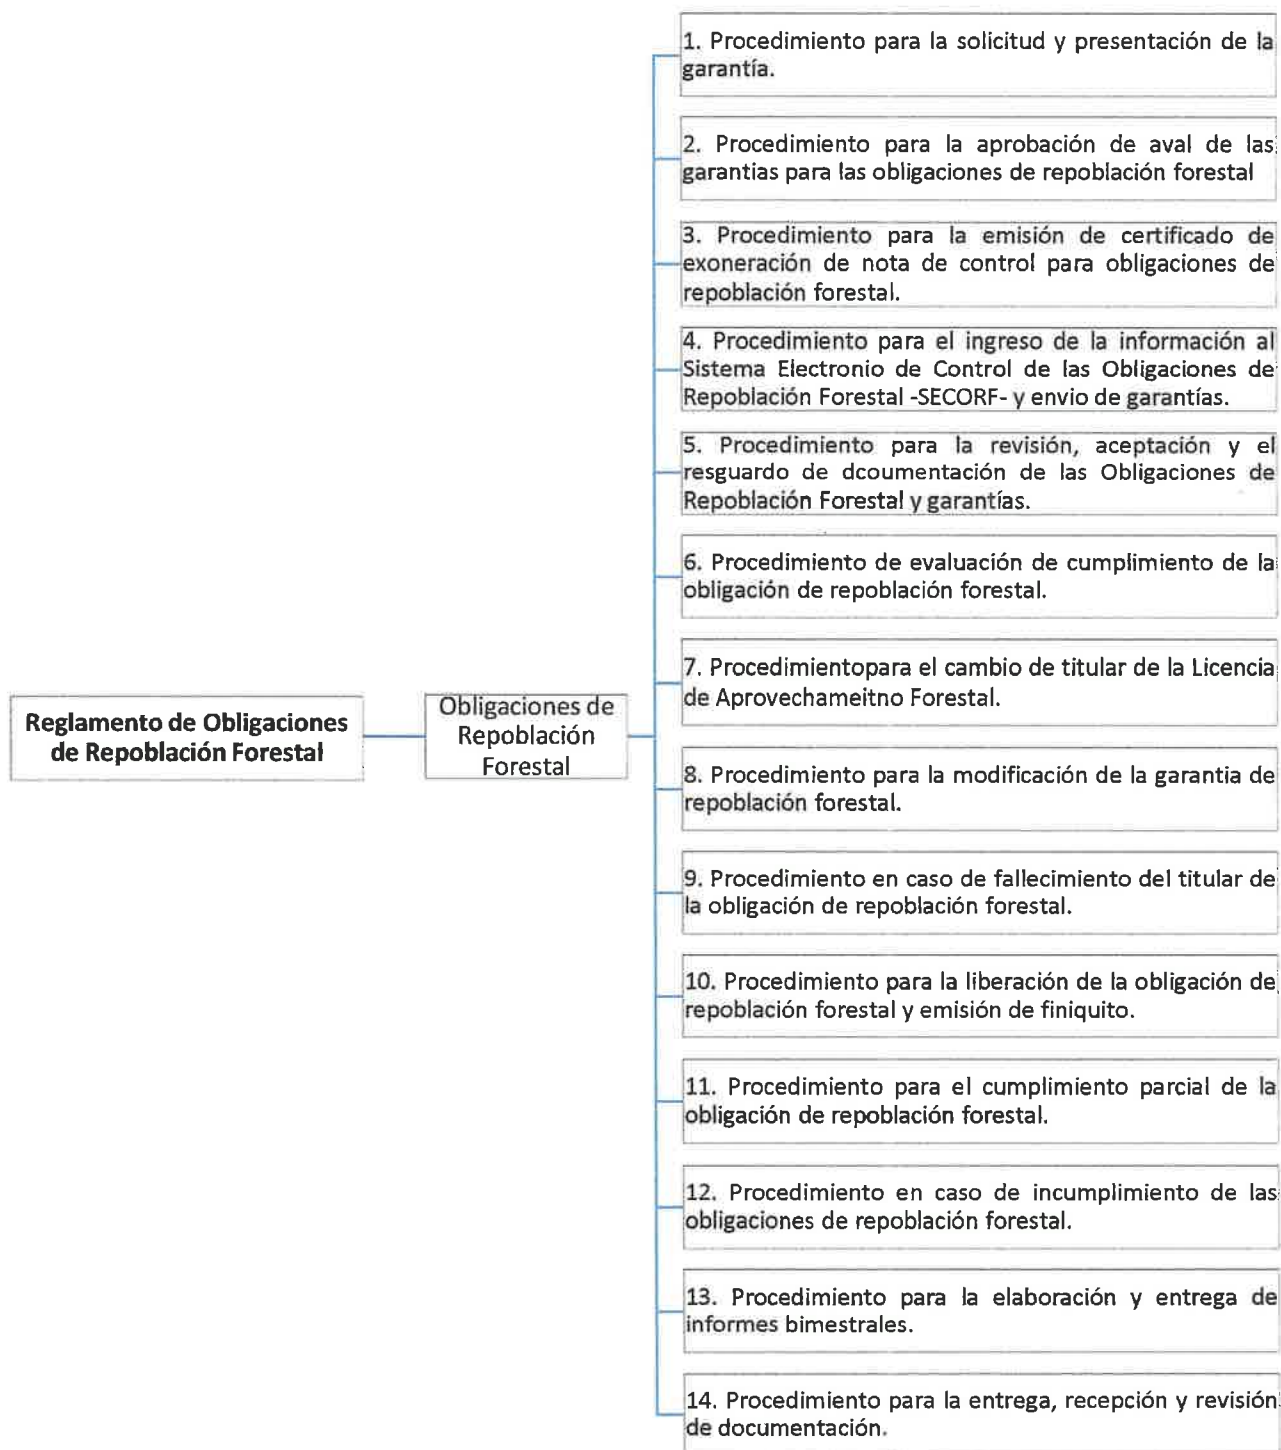 1. Procedimiento para la solicitud y presentación de la
garantía.
2. Procedimiento para la aprobación de aval de las
garantias para las obligaciones de repoblación forestal
3. Procedimiento para la emisión de certificado de
exoneración de nota de control para obligaciones de
repoblación forestal.
4. Procedimiento para el ingreso de la información al
Sistema Electronio de Control de las Obligaciones de
Repoblación Forestal -SECORF- y envio de garantías.
5. Procedimiento para la revisión, aceptación y el
resguardo de dcoumentación de las Obligaciones de
Repoblación Forestal y garantías.
6. Procedimiento de evaluación de cumplimiento de la
obligación de repoblación forestal.
7. Procedimientopara el cambio de titular de la Licencia
de Aprovechameitno Forestal.
Reglamento de Obligaciones
de Repoblación Forestal
Obligaciones de
Repoblación
Forestal
8. Procedimiento para la modificación de la garantia de
repoblación forestal.
9. Procedimiento en caso de fallecimiento del titular de
la obligación de repoblación forestal.
10. Procedimiento para la liberación de la obligación de
repoblación forestal y emisión de finiquito.
11. Procedimiento para el cumplimiento parcial de la
obligación de repoblación forestal.
12. Procedimiento en caso de incumplimiento de las
obligaciones de repoblación forestal.
13. Procedimiento para la elaboración y entrega de
informes bimestrales.
14. Procedimiento para la entrega, recepción y revisión
de documentación.